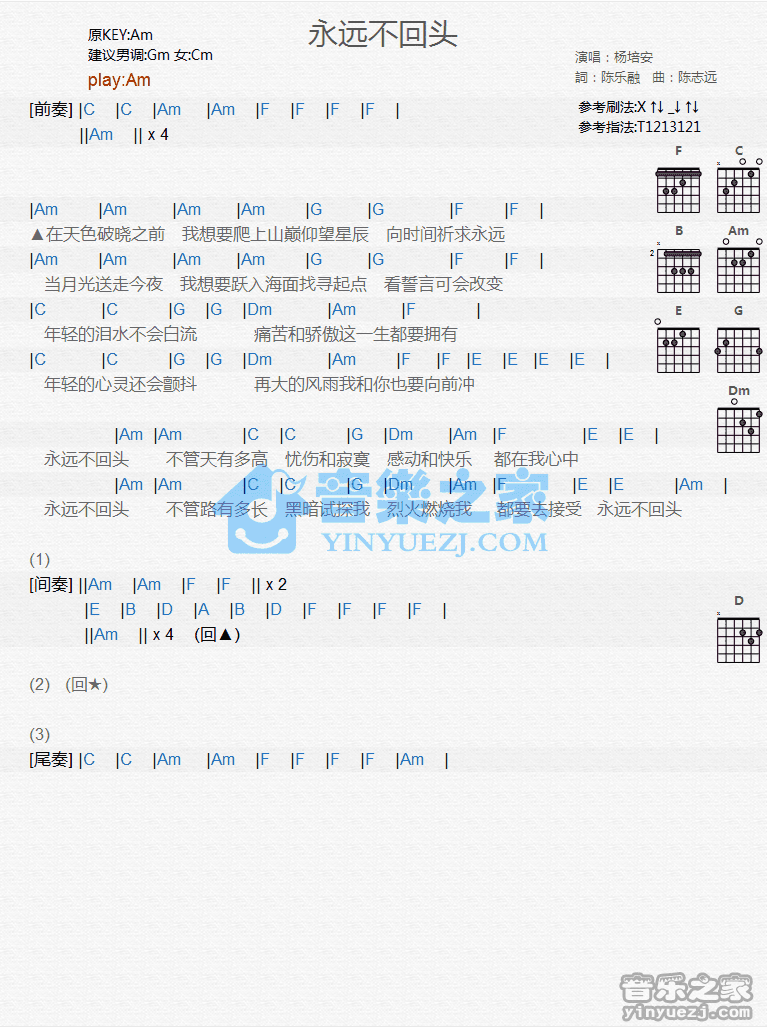 永远不回头
原KEY:Am
建议男调:Gm 女:Cm
play:Am
演唱：杨培安
詞：陈乐融 曲：陈志远
[前奏] |C |C |Am |Am |F |F |F |F |
||Am || x 4
参考刷法:X ↑↓ _↓ ↑↓
参考指法:T1213121
F C
|Am |Am |Am |Am |G |G |F |F |
▲在天色破晓之前 我想要爬上山巅仰望星辰 向时间祈求永远
B Am
2
|Am |Am |Am |Am |G |G |F |F |
当月光送走今夜 我想要跃入海面找寻起点 看誓言可会改变
E G
|C |C |G |G |Dm |Am |F |
年轻的泪水不会白流 痛苦和骄傲这一生都要拥有
|C |C |G |G |Dm |Am |F |F |E |E |E |E |
年轻的心灵还会颤抖 再大的风雨我和你也要向前冲
Dm
|Am |Am |C |C |G |Dm |Am |F |E |E |
永远不回头 不管天有多高 忧伤和寂寞 感动和快乐 都在我心中
|Am |Am |C |C |G |Dm |Am |F |E |E |Am |
永远不回头 不管路有多长 黑暗试探我 烈火燃烧我 都要去接受 永远不回头
音樂之家
YINYUEZJ.COM
(1)
[间奏] ||Am |Am |F |F || x 2
|E |B |D |A |B |D |F |F |F |F |
||Am || x 4 (回▲)
D
(2) (回★)
(3)
[尾奏] |C |C |Am |Am |F |F |F |F |Am |
音乐之家
yinyuezj.com